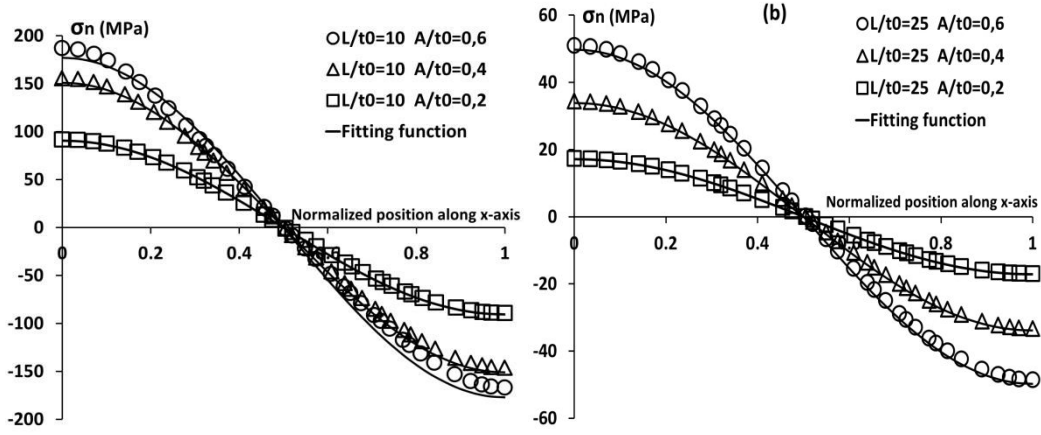 σn (MPa)
200
150
100
50
0
-50
-100
-150
-200
L/t0=10 A/t0=0,6
L/t0=10 A/t0=0,4
L/t0=10 A/t0=0,2
Fitting function
Normalized position along x-axis
0 0.2 0.4 0.6 0.8 1
σn (MPa)
(b)
60
40
20
0
-20
-40
-60
L/t0=25 A/t0=0,6
L/t0=25 A/t0=0,4
L/t0=25 A/t0=0,2
Fitting function
Normalized position along x-axis
0 0.2 0.4 0.6 0.8 1